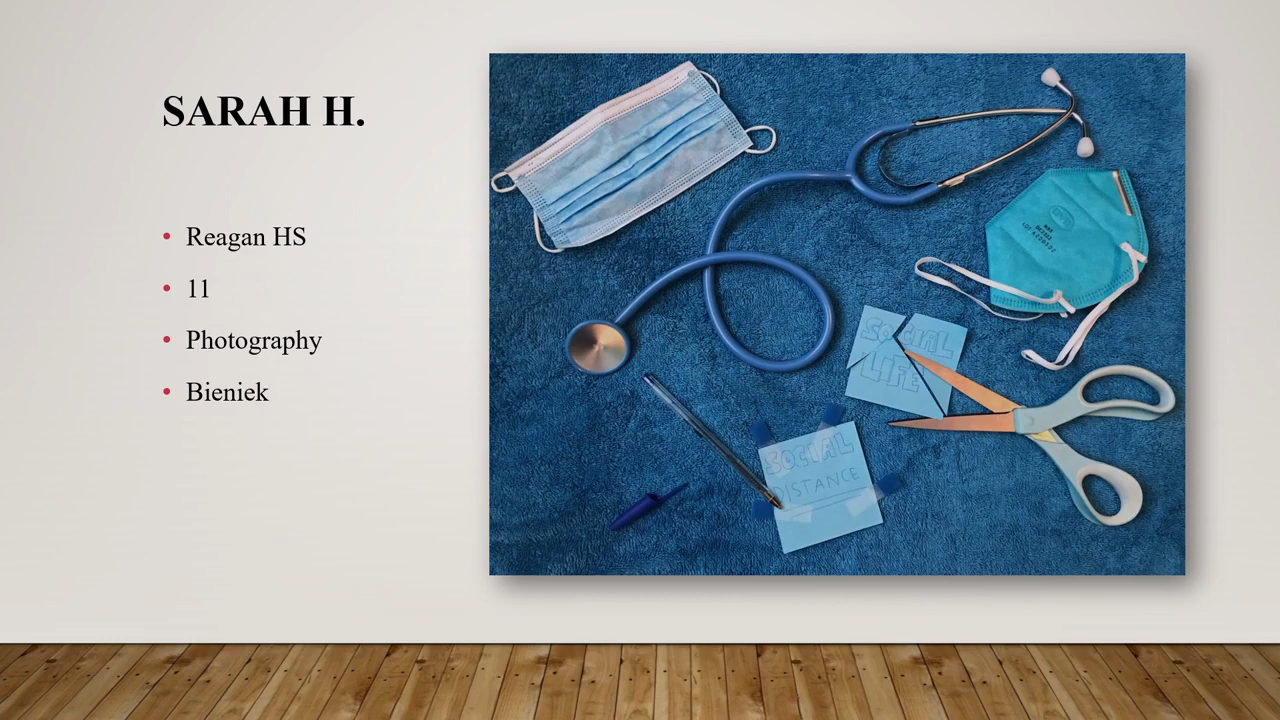 SARAH H.
Reagan HS
11
Photography
Bieniek
SOCIAL
LIFE
SOCIAL
DISTANCE